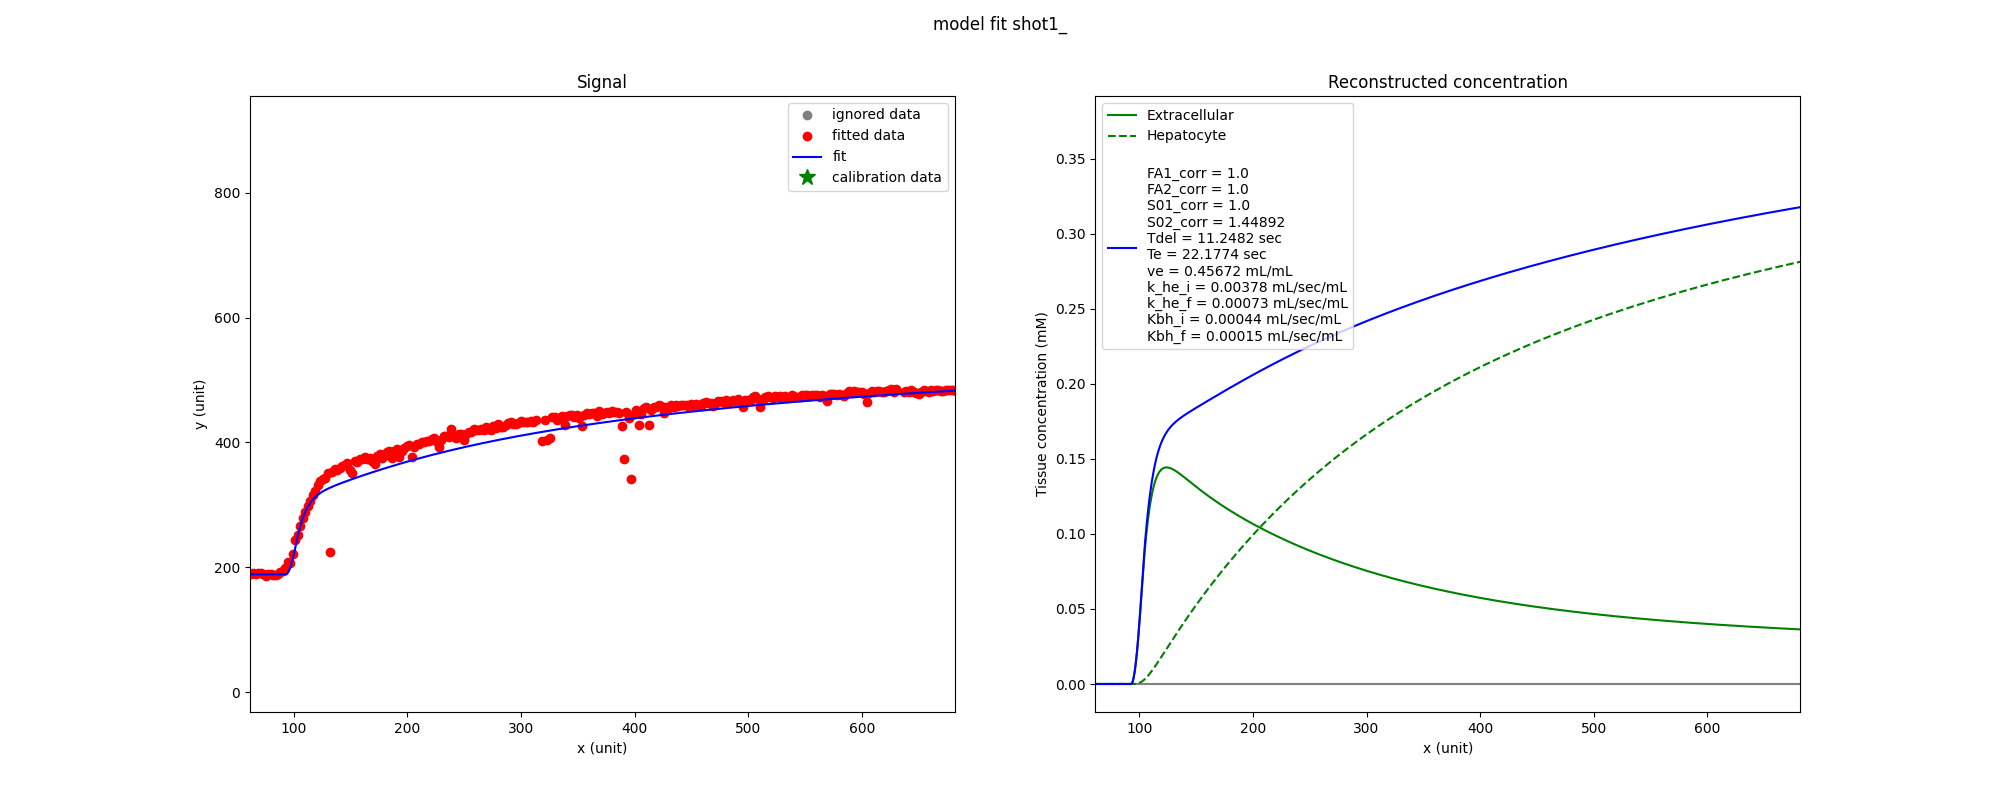 model fit shot1_
Signal
ignored data
fitted data
fit
calibration data
800
600
400
200
0
y (unit)
100 200 300 400 500 600
x (unit)
Reconstructed concentration
Extracellular
Hepatocyte
FA1_corr = 1.0
FA2_corr = 1.0
S01_corr = 1.0
S02_corr = 1.44892
Tdel = 11.2482 sec
Te = 22.1774 sec
ve = 0.45672 mL/mL
k_he_i = 0.00378 mL/sec/mL
k_he_f = 0.00073 mL/sec/mL
Kbh_i = 0.00044 mL/sec/mL
Kbh_f = 0.00015 mL/sec/mL
0.35
0.30
0.25
0.20
0.15
0.10
0.05
0.00
Tissue concentration (mM)
100 200 300 400 500 600
x (unit)